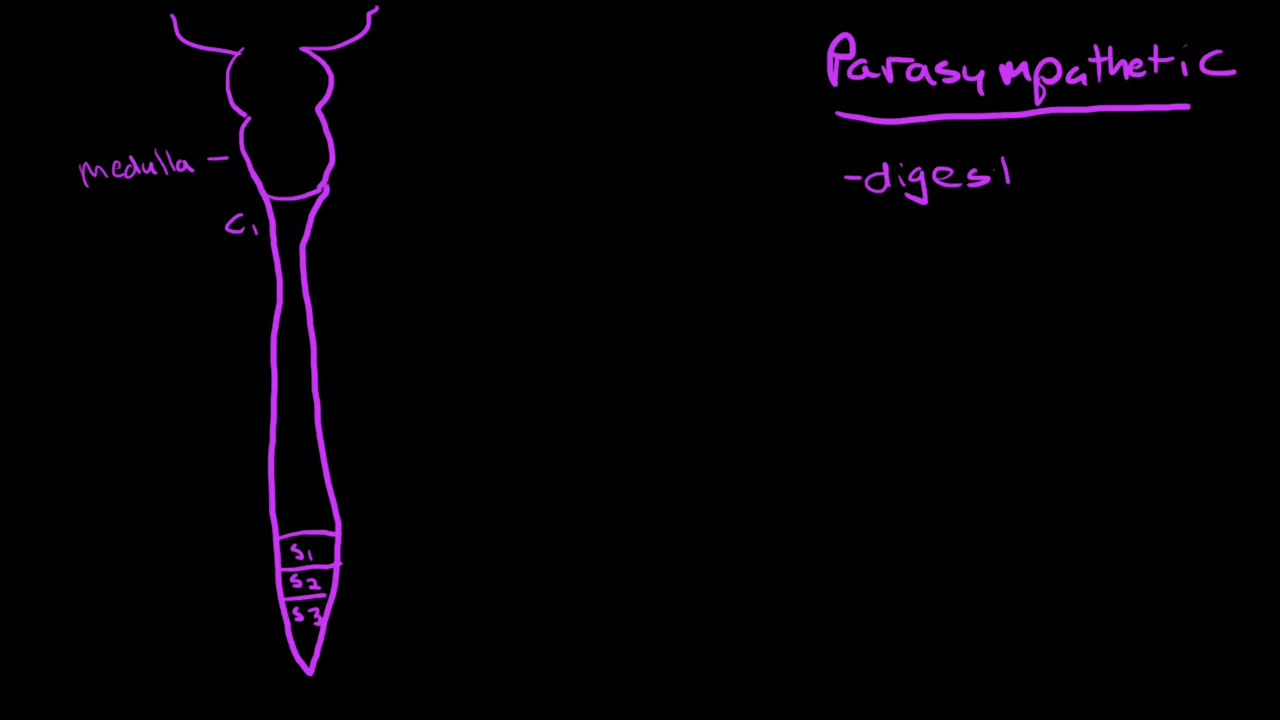 Parasympathetic
-digest
medulla -
C1
S1
S2
S3